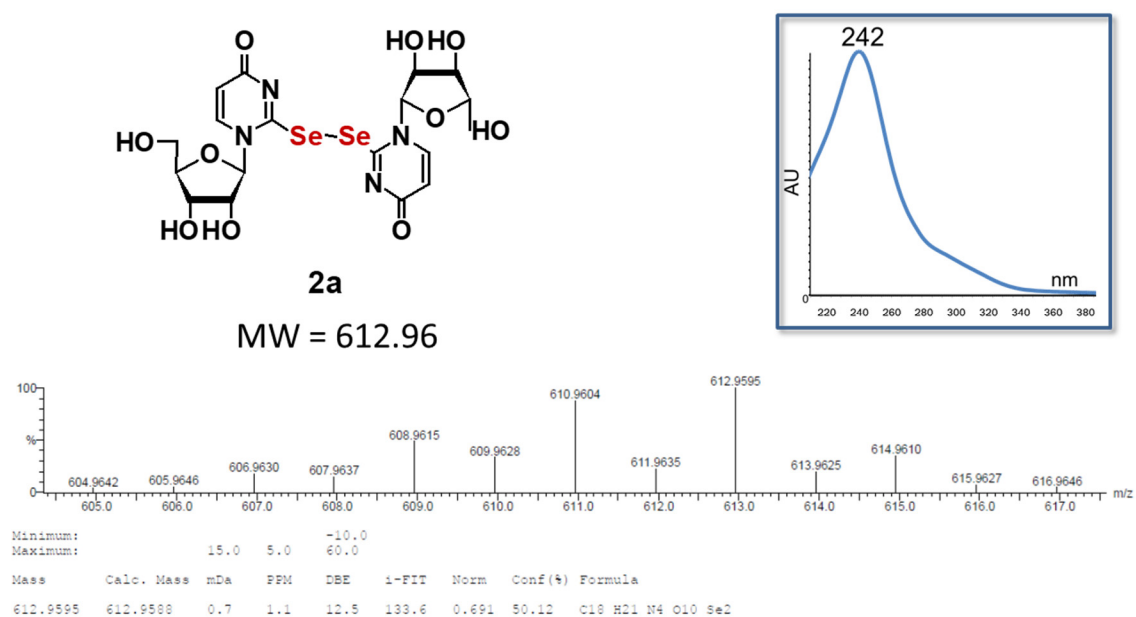 O
N
N
HO
O
HO HO
Se-Se
HO HO
O
HO
N
N
O
2a
MW = 612.96
242
AU
nm
0
220 240 260 280 300 320 340 360 380
100
%
0
604.9642 605.9646 606.9630 607.9637 608.9615 609.9628 610.9604 611.9635 612.9595 613.9625 614.9610 615.9627 616.9646
605.0 606.0 607.0 608.0 609.0 610.0 611.0 612.0 613.0 614.0 615.0 616.0 617.0 m/z
Minimum: -10.0
Maximum: 15.0 5.0 60.0
Mass Calc. Mass mDa PPM DBE i-FIT Norm Conf(%) Formula
612.9595 612.9588 0.7 1.1 12.5 133.6 0.691 50.12 C18 H21 N4 O10 Se2